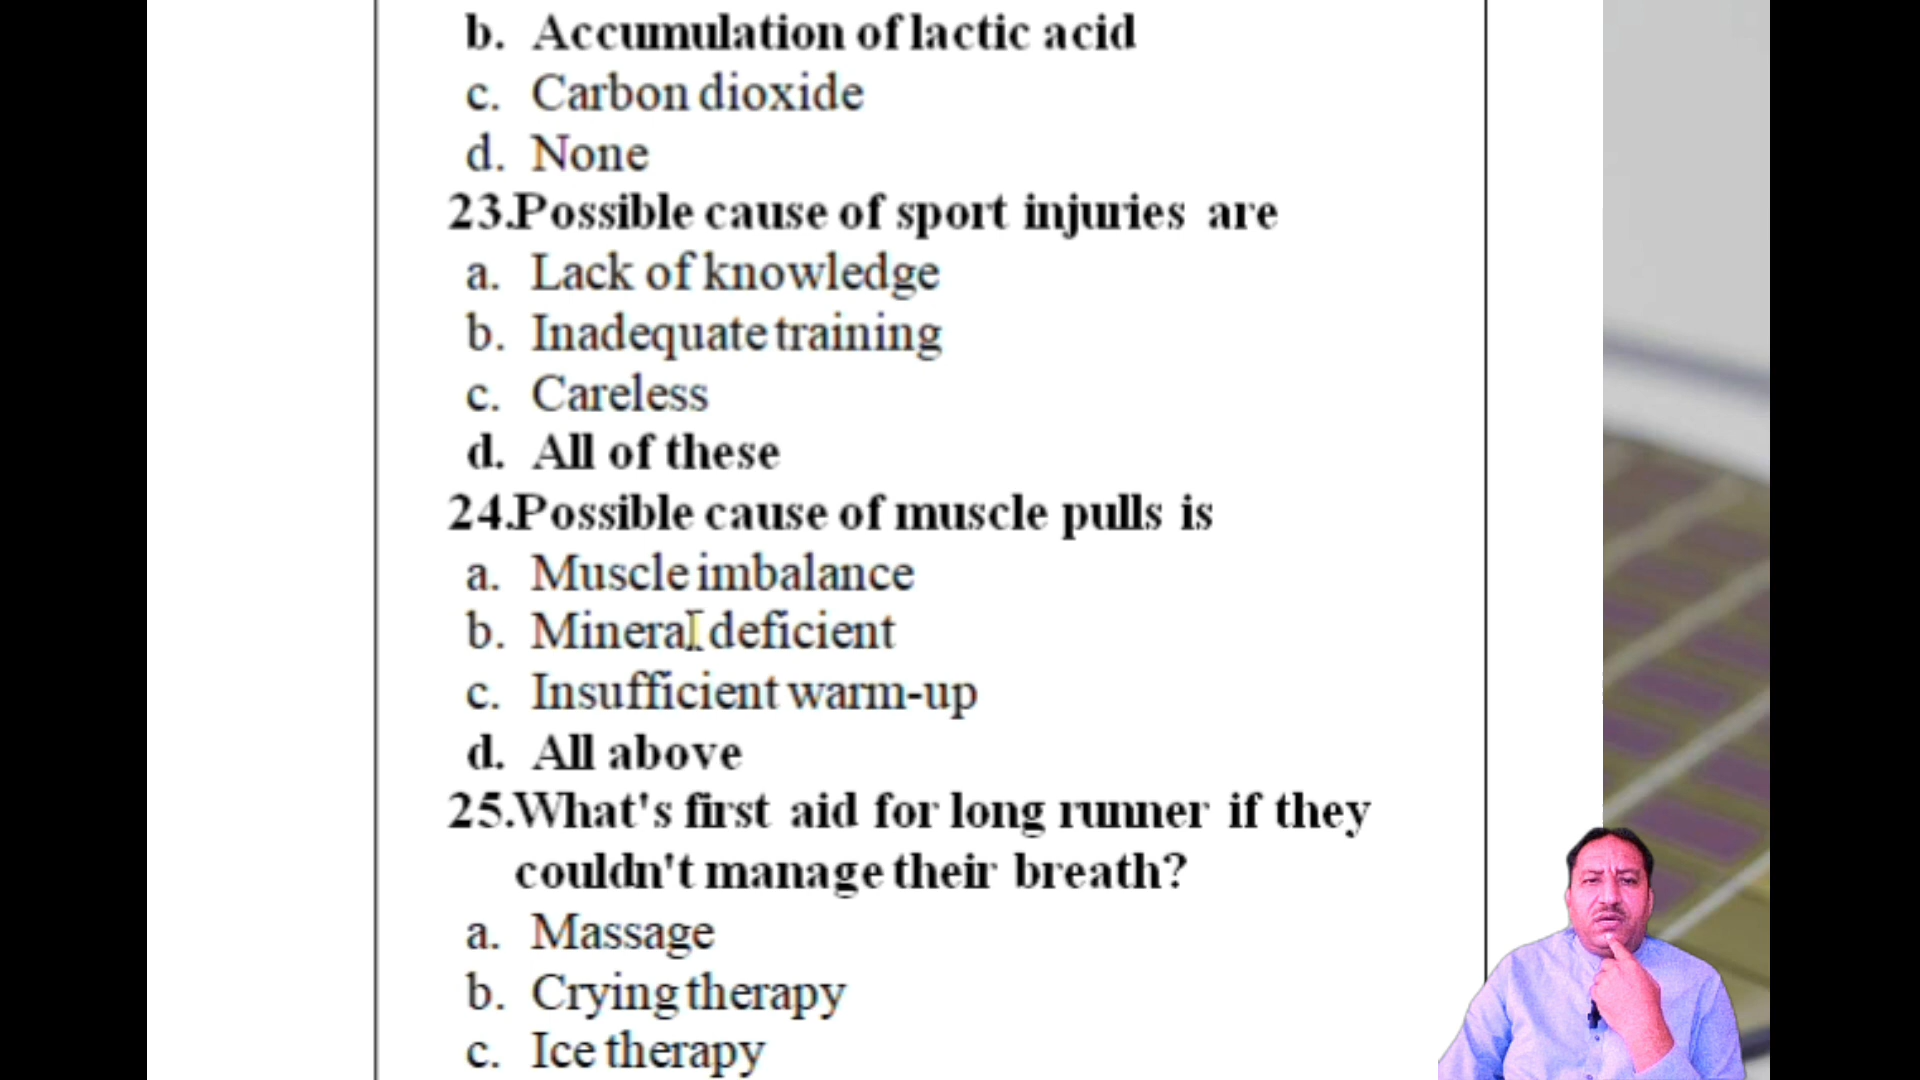 b. Accumulation of lactic acid
c. Carbon dioxide
d. None
23.Possible cause of sport injuries are
a. Lack of knowledge
b. Inadequate training
c. Careless
d. All of these
24.Possible cause of muscle pulls is
a. Muscle imbalance
b. Mineral deficient
c. Insufficient warm-up
d. All above
25.What's first aid for long runner if they
couldn't manage their breath?
a. Massage
b. Crying therapy
c. Ice therapy